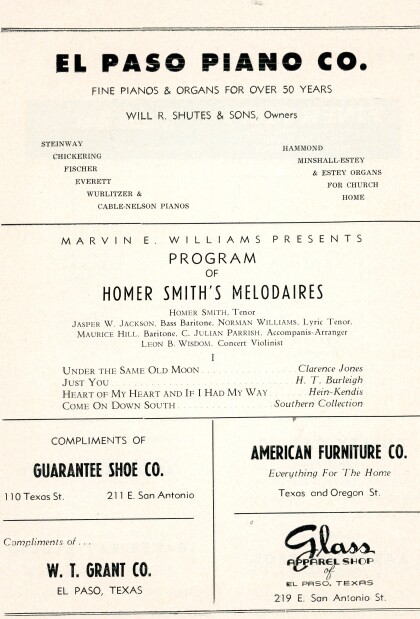 EL PASO PIANO CO.
FINE PIANOS & ORGANS FOR OVER 50 YEARS
WILL R. SHUTES & SONS, Owners
STEINWAY
CHICKERING
FISCHER
EVERETT
WURLITZER &
CABLE-NELSON PIANOS
HAMMOND
MINSHALL-ESTEY
& ESTEY ORGANS
FOR CHURCH
HOME
MARVIN E. WILLIAMS PRESENTS
PROGRAM
OF
HOMER SMITH'S MELODAIRES
HOMER SMITH, Tenor
JASPER W. JACKSON, Bass Baritone, NORMAN WILLIAMS, Lyric Tenor,
MAURICE HILL, Baritone, C. JULIAN PARRISH, Accompanis-Arranger
LEON B. WISDOM, Concert Violinist
I
UNDER THE SAME OLD MOON Clarence Jones
JUST YOU H. T. Burleigh
HEART OF MY HEART AND IF I HAD MY WAY Hein-Kendis
COME ON DOWN SOUTH Southern Collection
COMPLIMENTS OF
GUARANTEE SHOE CO.
110 Texas St. 211 E. San Antonio
Compliments of...
W. T. GRANT CO.
EL PASO, TEXAS
AMERICAN FURNITURE CO.
Everything For The Home
Texas and Oregon St.
Glass
APPAREL SHOP
of
EL PASO, TEXAS
219 E. San Antonio St.